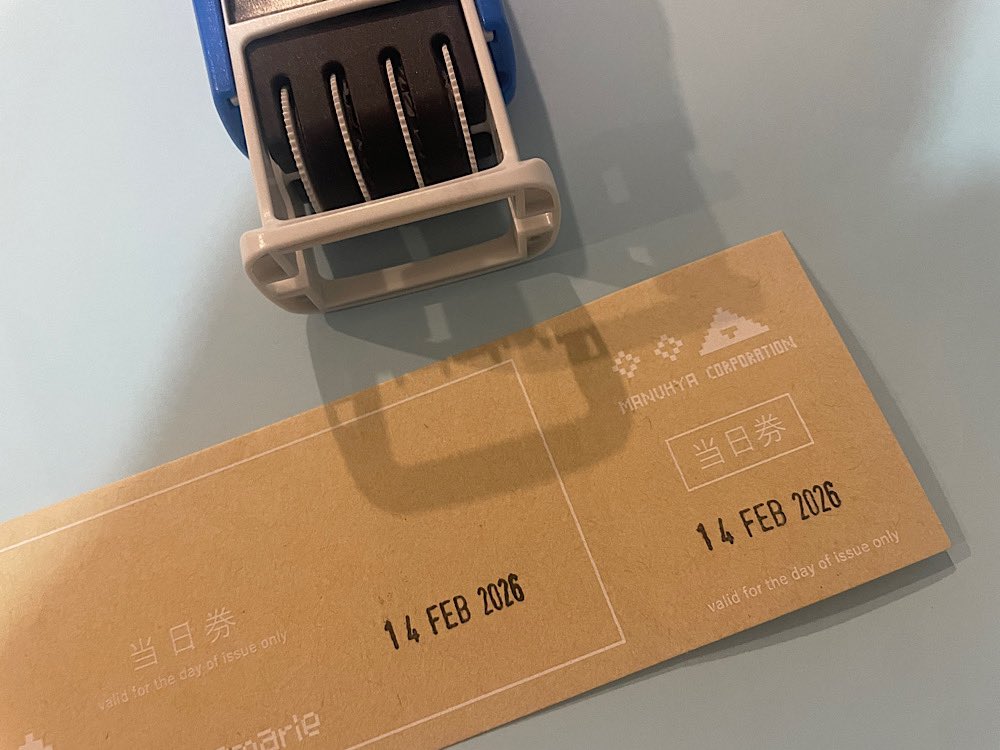 MANUHYA CORPORATION
当日券
14 FEB 2026
valid for the day of issue only
14 FEB 2026
当日券
valid for the day of issue only